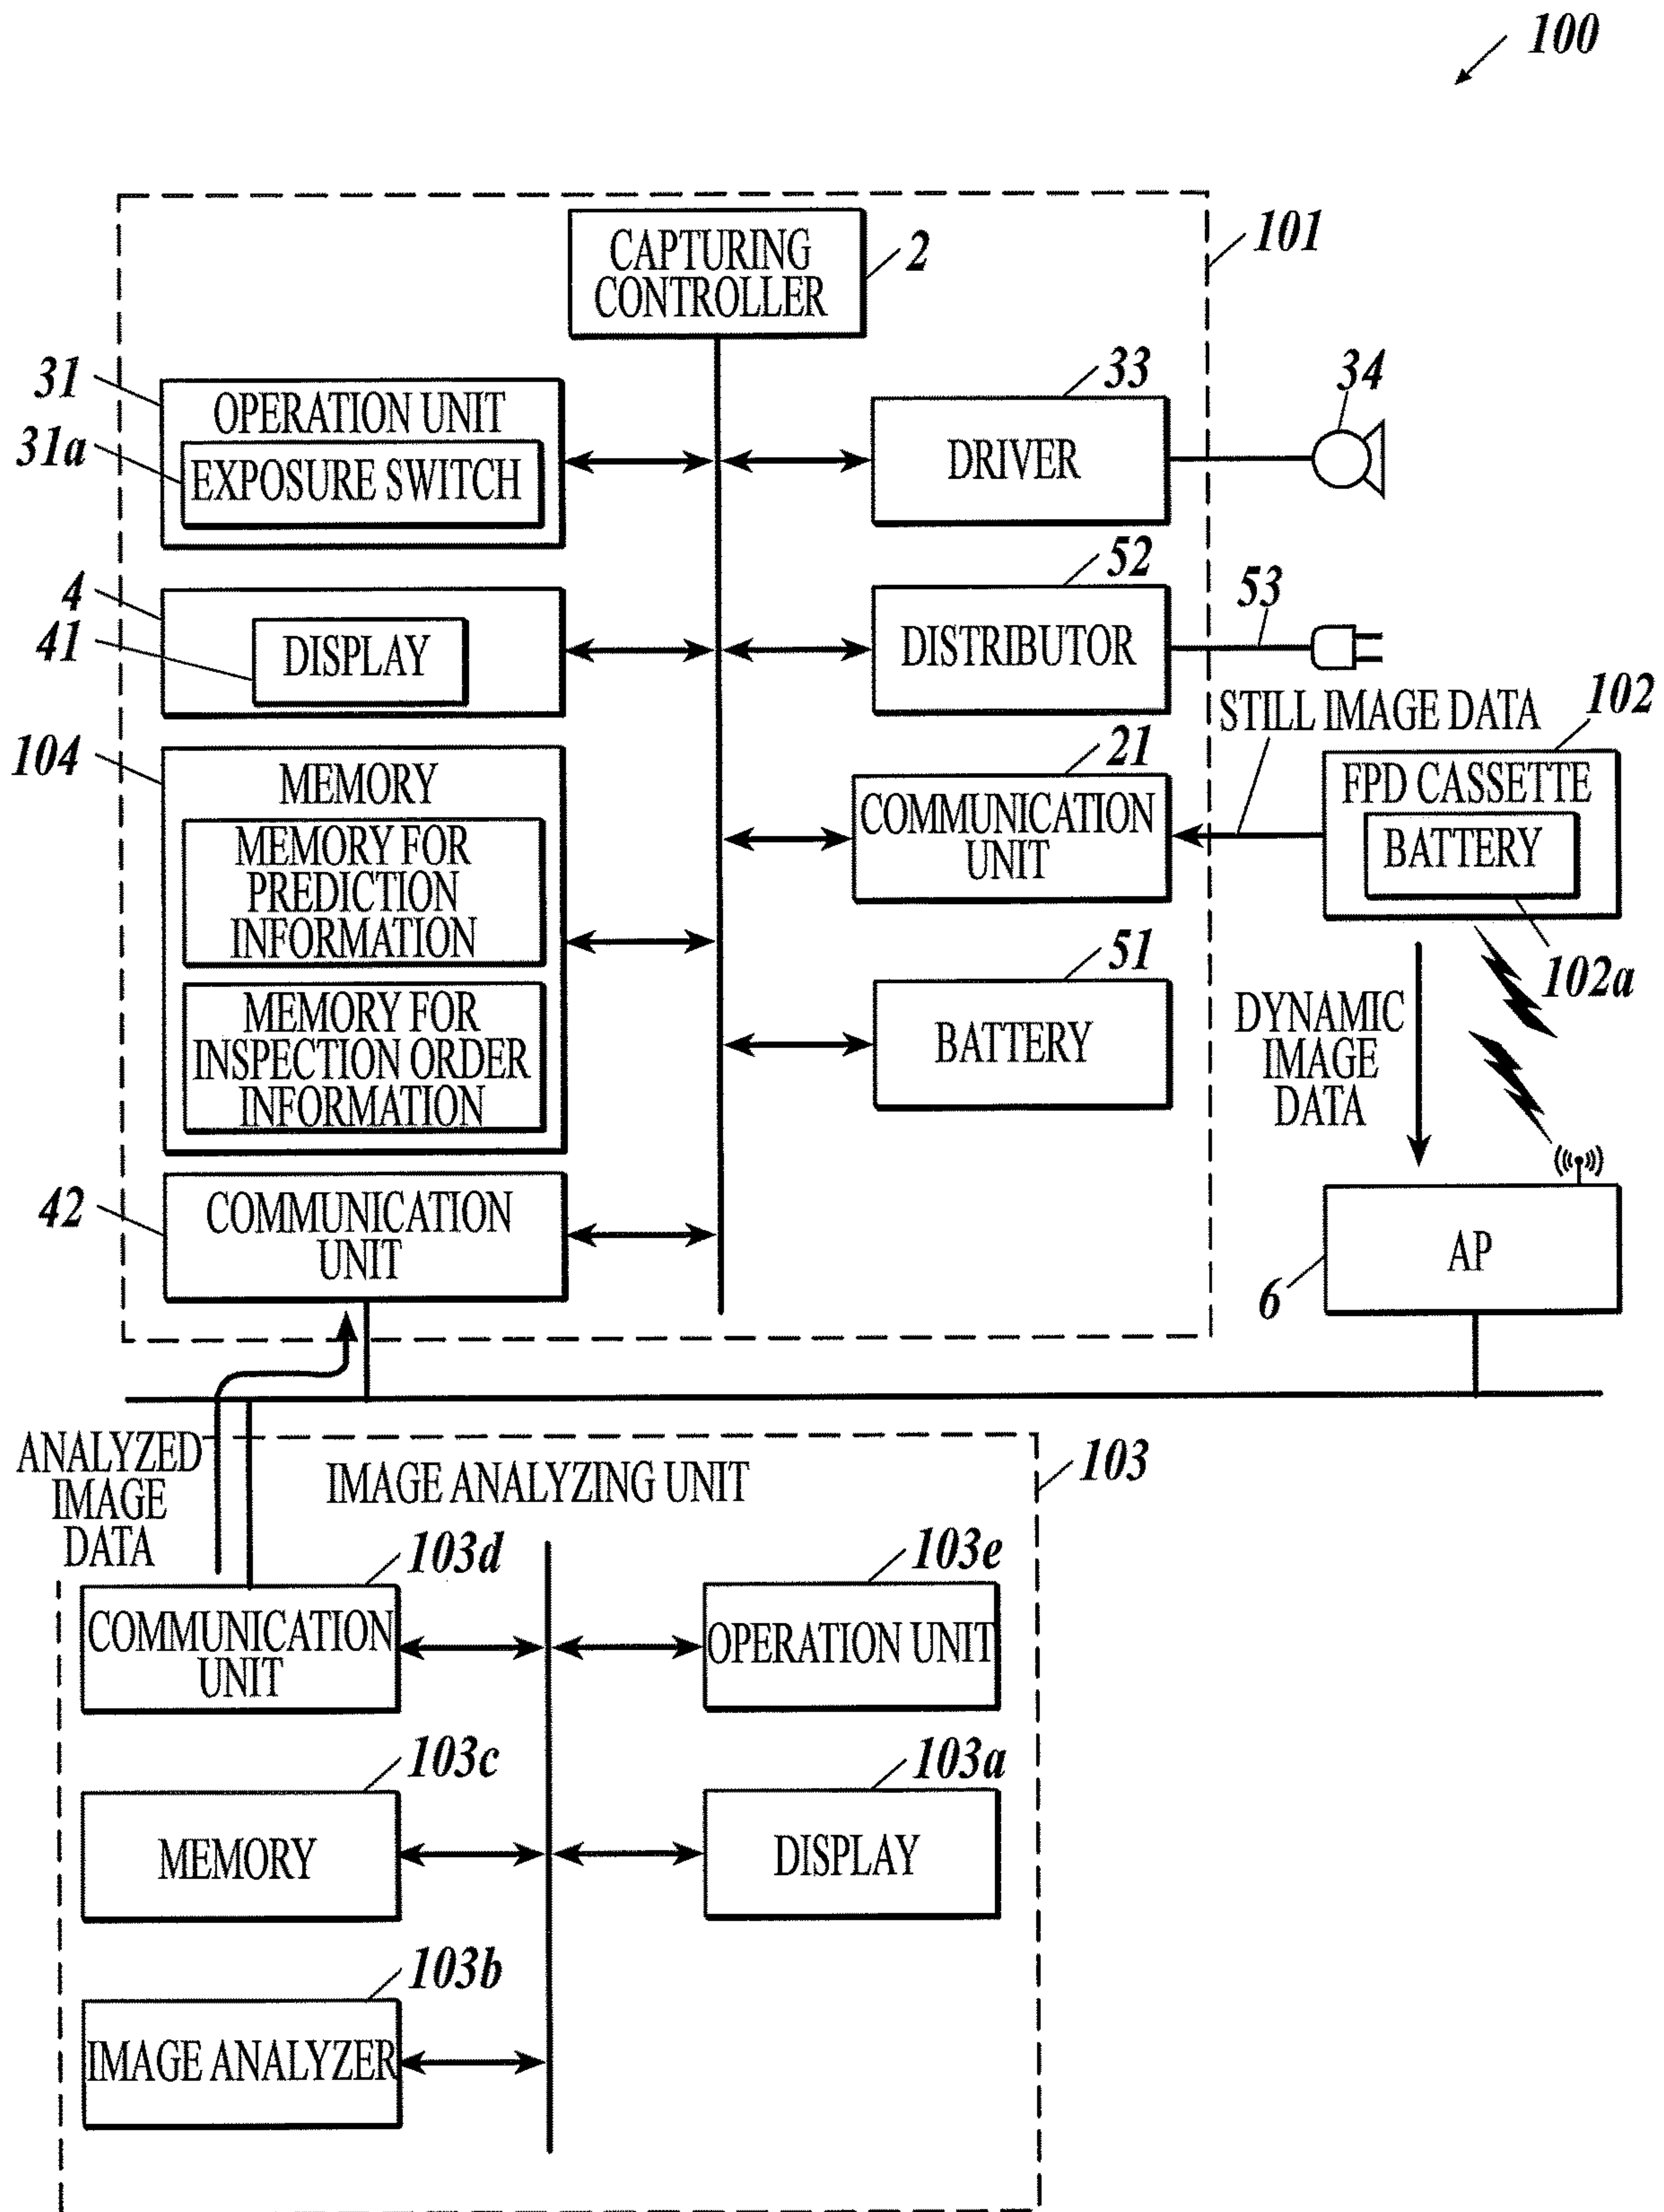 100
101
CAPTURING
CONTROLLER
2
31
OPERATION UNIT
31a
EXPOSURE SWITCH
33
DRIVER
34
4
41
DISPLAY
52
DISTRIBUTOR
53
104
MEMORY
MEMORY FOR
PREDICTION
INFORMATION
MEMORY FOR
INSPECTION ORDER
INFORMATION
21
COMMUNICATION
UNIT
STILL IMAGE DATA
102
FPD CASSETTE
BATTERY
102a
51
BATTERY
DYNAMIC
IMAGE
DATA
42
COMMUNICATION
UNIT
AP
6
ANALYZED
IMAGE
DATA
IMAGE ANALYZING UNIT
103
103d
COMMUNICATION
UNIT
103e
OPERATION UNIT
103c
MEMORY
103a
DISPLAY
103b
IMAGE ANALYZER